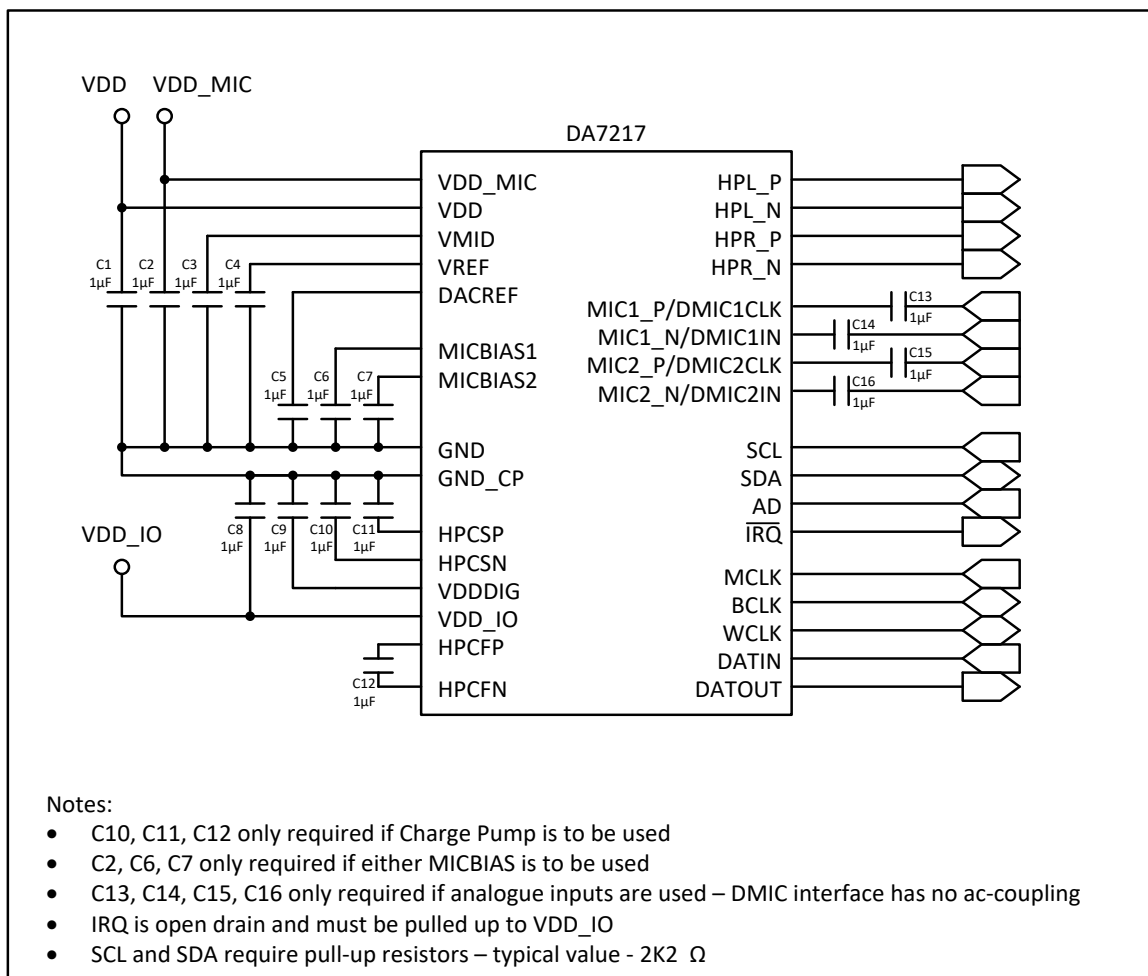 VDD VDD_MIC
DA7217
VDD_MIC
VDD
VMID
VREF
DACREF
MICBIAS1
MICBIAS2
GND
GND_CP
HPCSP
HPCSN
VDDDIG
VDD_IO
HPCFP
HPCFN
HPL_P
HPL_N
HPR_P
HPR_N
MIC1_P/DMIC1CLK
MIC1_N/DMIC1IN
MIC2_P/DMIC2CLK
MIC2_N/DMIC2IN
SCL
SDA
AD
IRQ
MCLK
BCLK
WCLK
DATIN
DATOUT
C1
1µF
C2
1µF
C3
1µF
C4
1µF
C5
1µF
C6
1µF
C7
1µF
C8
1µF
C9
1µF
C10
1µF
C11
1µF
VDD_IO
C12
1µF
C13
1µF
C14
1µF
C15
1µF
C16
1µF
Notes:
• C10, C11, C12 only required if Charge Pump is to be used
• C2, C6, C7 only required if either MICBIAS is to be used
• C13, C14, C15, C16 only required if analogue inputs are used – DMIC interface has no ac-coupling
• IRQ is open drain and must be pulled up to VDD_IO
• SCL and SDA require pull-up resistors – typical value - 2K2 Ω